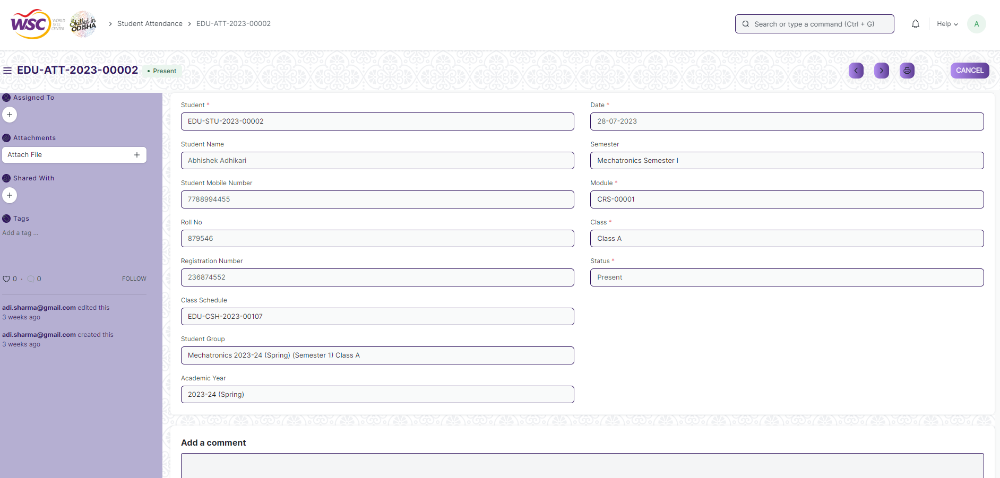 WSC WORLD SKILL CENTER
Skilled in ODISHA
Student Attendance
EDU-ATT-2023-00002
Search or type a command (Ctrl + G)
Help
A
EDU-ATT-2023-00002
Present
CANCEL
Assigned To
Attachments
Attach File
Shared With
Tags
Add a tag ...
0 · 0 FOLLOW
adi.sharma@gmail.com edited this
3 weeks ago
adi.sharma@gmail.com created this
3 weeks ago
Student *
EDU-STU-2023-00002
Student Name
Abhishek Adhikari
Student Mobile Number
7788994455
Roll No
879546
Registration Number
236874552
Class Schedule
EDU-CSH-2023-00107
Student Group
Mechatronics 2023-24 (Spring) (Semester 1) Class A
Academic Year
2023-24 (Spring)
Date *
28-07-2023
Semester
Mechatronics Semester I
Module *
CRS-00001
Class *
Class A
Status *
Present
Add a comment